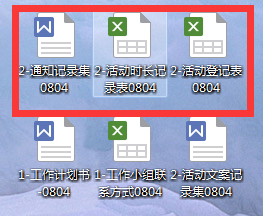 W X X
2-通知记录集 2-活动时长记 2-活动登记表
0804 录表0804 0804
W X W
1-工作计划书 1-工作小组联 2-活动文案记
-0804 系方式0804 录集0804